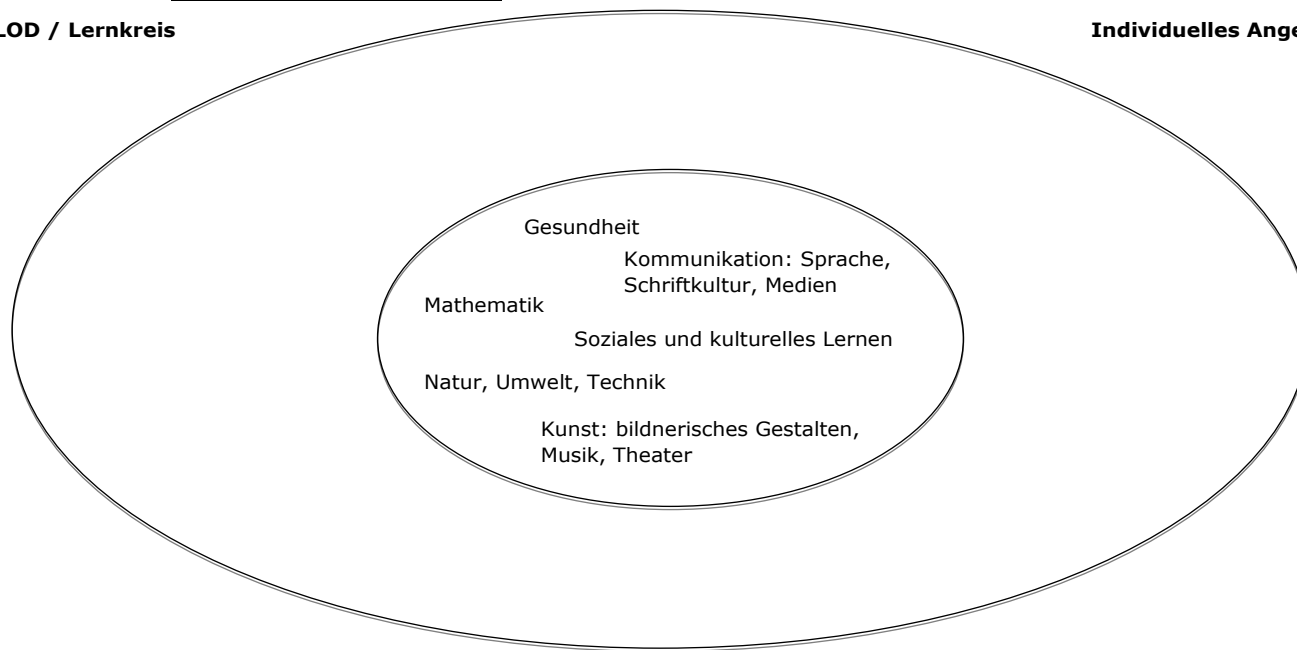 LOD / Lernkreis
Individuelles Ange
Gesundheit
Kommunikation: Sprache,
Schriftkultur, Medien
Mathematik
Soziales und kulturelles Lernen
Natur, Umwelt, Technik
Kunst: bildnerisches Gestalten,
Musik, Theater